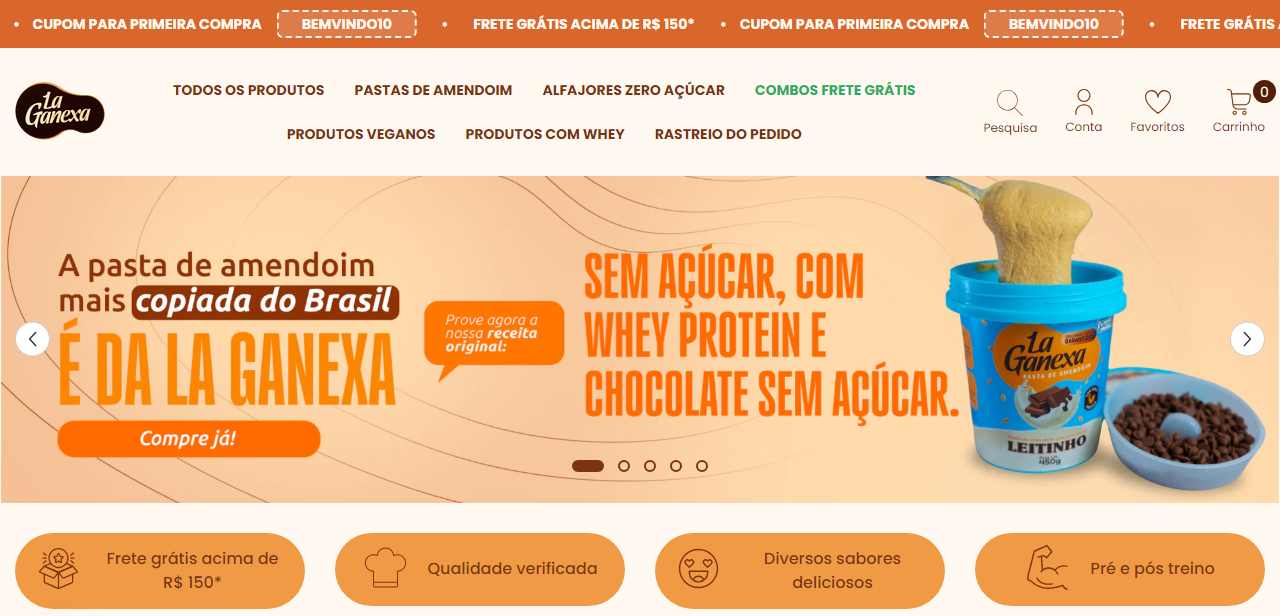 • CUPOM PARA PRIMEIRA COMPRA BEMVINDO10 • FRETE GRÁTIS ACIMA DE R$ 150* • CUPOM PARA PRIMEIRA COMPRA BEMVINDO10 • FRETE GRÁTIS
La
Ganexa
TODOS OS PRODUTOS PASTAS DE AMENDOIM ALFAJORES ZERO AÇÚCAR COMBOS FRETE GRÁTIS
PRODUTOS VEGANOS PRODUTOS COM WHEY RASTREIO DO PEDIDO
Pesquisa Conta Favoritos Carrinho
0
A pasta de amendoim
mais copiada do Brasil
É DA LA GANEXA
Compre já!
Prove agora a
nossa receita
original:
SEM AÇÚCAR, COM
WHEY PROTEIN E
CHOCOLATE SEM AÇÚCAR.
La
Ganexa
PASTA DE AMENDOIM
LEITINHO
450g
Frete grátis acima de
R$ 150*
Qualidade verificada
Diversos sabores
deliciosos
Pré e pós treino